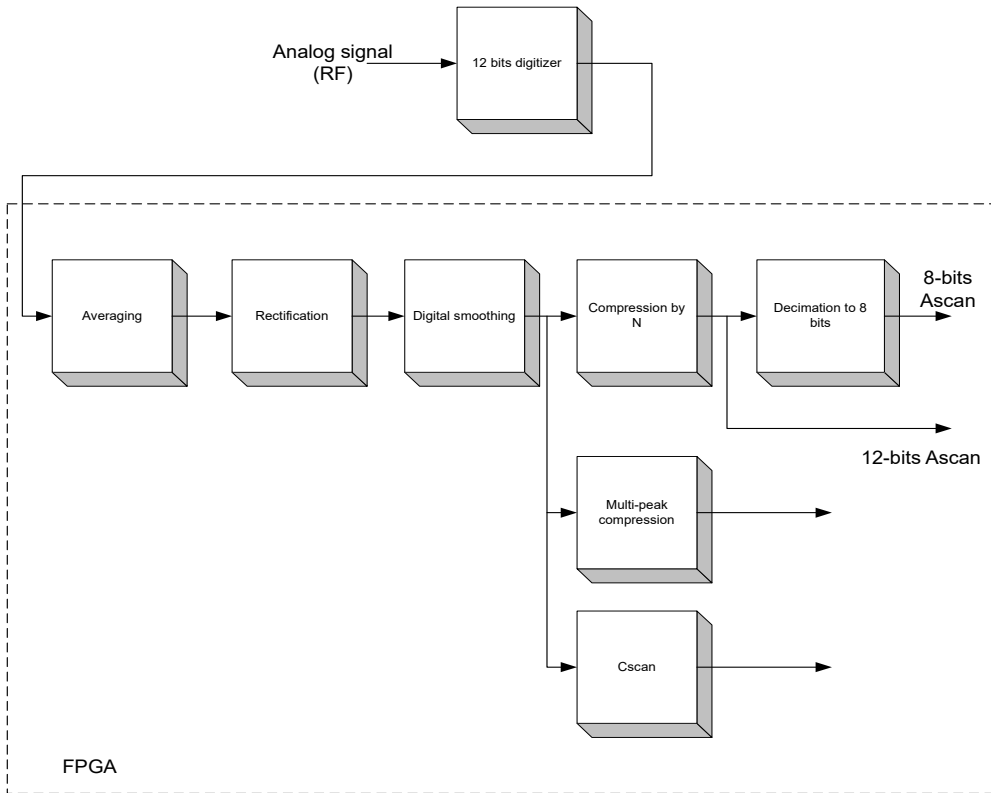 Analog signal
(RF)
12 bits digitizer
Averaging
Rectification
Digital smoothing
Compression by
N
Decimation to 8
bits
8-bits
Ascan
12-bits Ascan
Multi-peak
compression
Cscan
FPGA